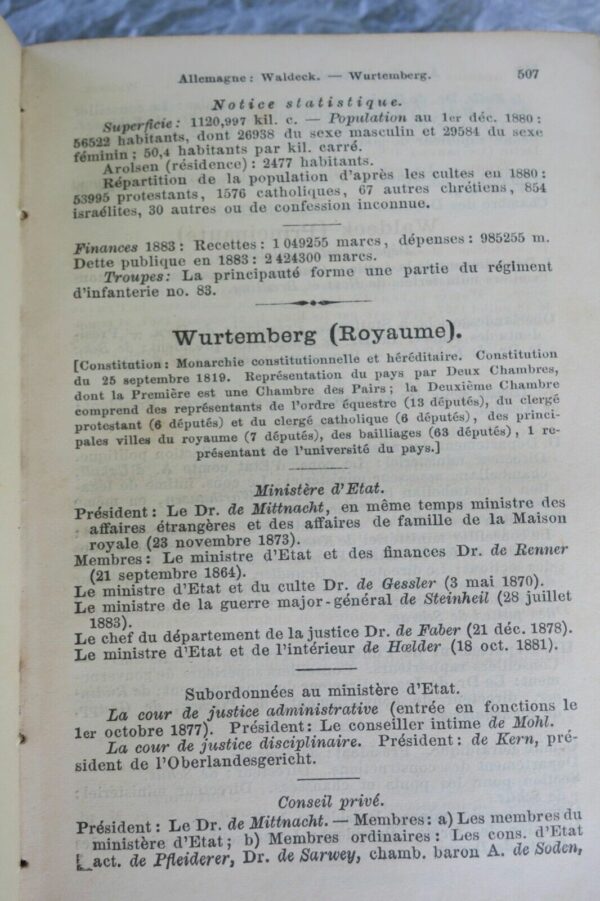 Allemagne: Waldeck. — Wurtemberg. 507
Notice statistique.
Superficie: 1120,997 kil. c. — Population au 1er déc. 1880:
56522 habitants, dont 26938 du sexe masculin et 29584 du sexe
féminin; 50,4 habitants par kil. carré.
Arolsen (résidence): 2477 habitants.
Répartition de la population d'après les cultes en 1880:
53995 protestants, 1576 catholiques, 67 autres chrétiens, 854
israélites, 30 autres ou de confession inconnue.
Finances 1883: Recettes: 1 049255 marcs, dépenses: 985255 m.
Dette publique en 1883: 2 424300 marcs.
Troupes: La principauté forme une partie du régiment
d'infanterie no. 83.
Wurtemberg (Royaume).
[Constitution: Monarchie constitutionnelle et héréditaire. Constitution
du 25 septembre 1819. Représentation du pays par Deux Chambres,
dont la Première est une Chambre des Pairs; la Deuxième Chambre
comprend des représentants de l'ordre équestre (13 députés), du clergé
protestant (6 députés) et du clergé catholique (6 députés), des princi-
pales villes du royaume (7 députés), des bailliages (63 députés), 1 re-
présentant de l'université du pays.]
Ministère d'Etat.
Président: Le Dr. de Mittnacht, en même temps ministre des
affaires étrangères et des affaires de famille de la Maison
royale (23 novembre 1873).
Membres: Le ministre d'Etat et des finances Dr. de Renner
(21 septembre 1864).
Le ministre d'Etat et du culte Dr. de Gessler (3 mai 1870).
Le ministre de la guerre major-général de Steinheil (28 juillet
1883).
Le chef du département de la justice Dr. de Faber (21 déc. 1878).
Le ministre d'Etat et de l'intérieur de Hœlder (18 oct. 1881).
Subordonnées au ministère d'Etat.
La cour de justice administrative (entrée en fonctions le
1er octobre 1877). Président: Le conseiller intime de Mohl.
La cour de justice disciplinaire. Président: de Kern, pré-
sident de l'Oberlandesgericht.
Conseil privé.
Président: Le Dr. de Mittnacht. — Membres: a) Les membres du
ministère d'Etat; b) Membres ordinaires: Les cons. d'Etat
act. de Pfleiderer, Dr. de Sarwey, chamb. baron A. de Soden,